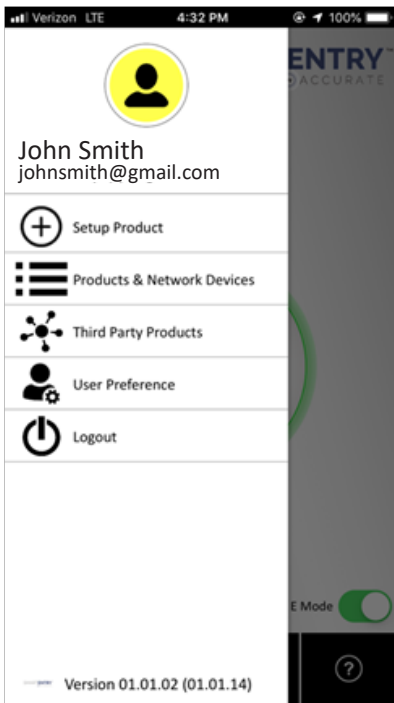 Verizon LTE 4:32 PM 100%
ENTRY™
ACCURATE
John Smith
johnsmith@gmail.com
Setup Product
Products & Network Devices
Third Party Products
User Preference
Logout
E Mode
?
Version 01.01.02 (01.01.14)